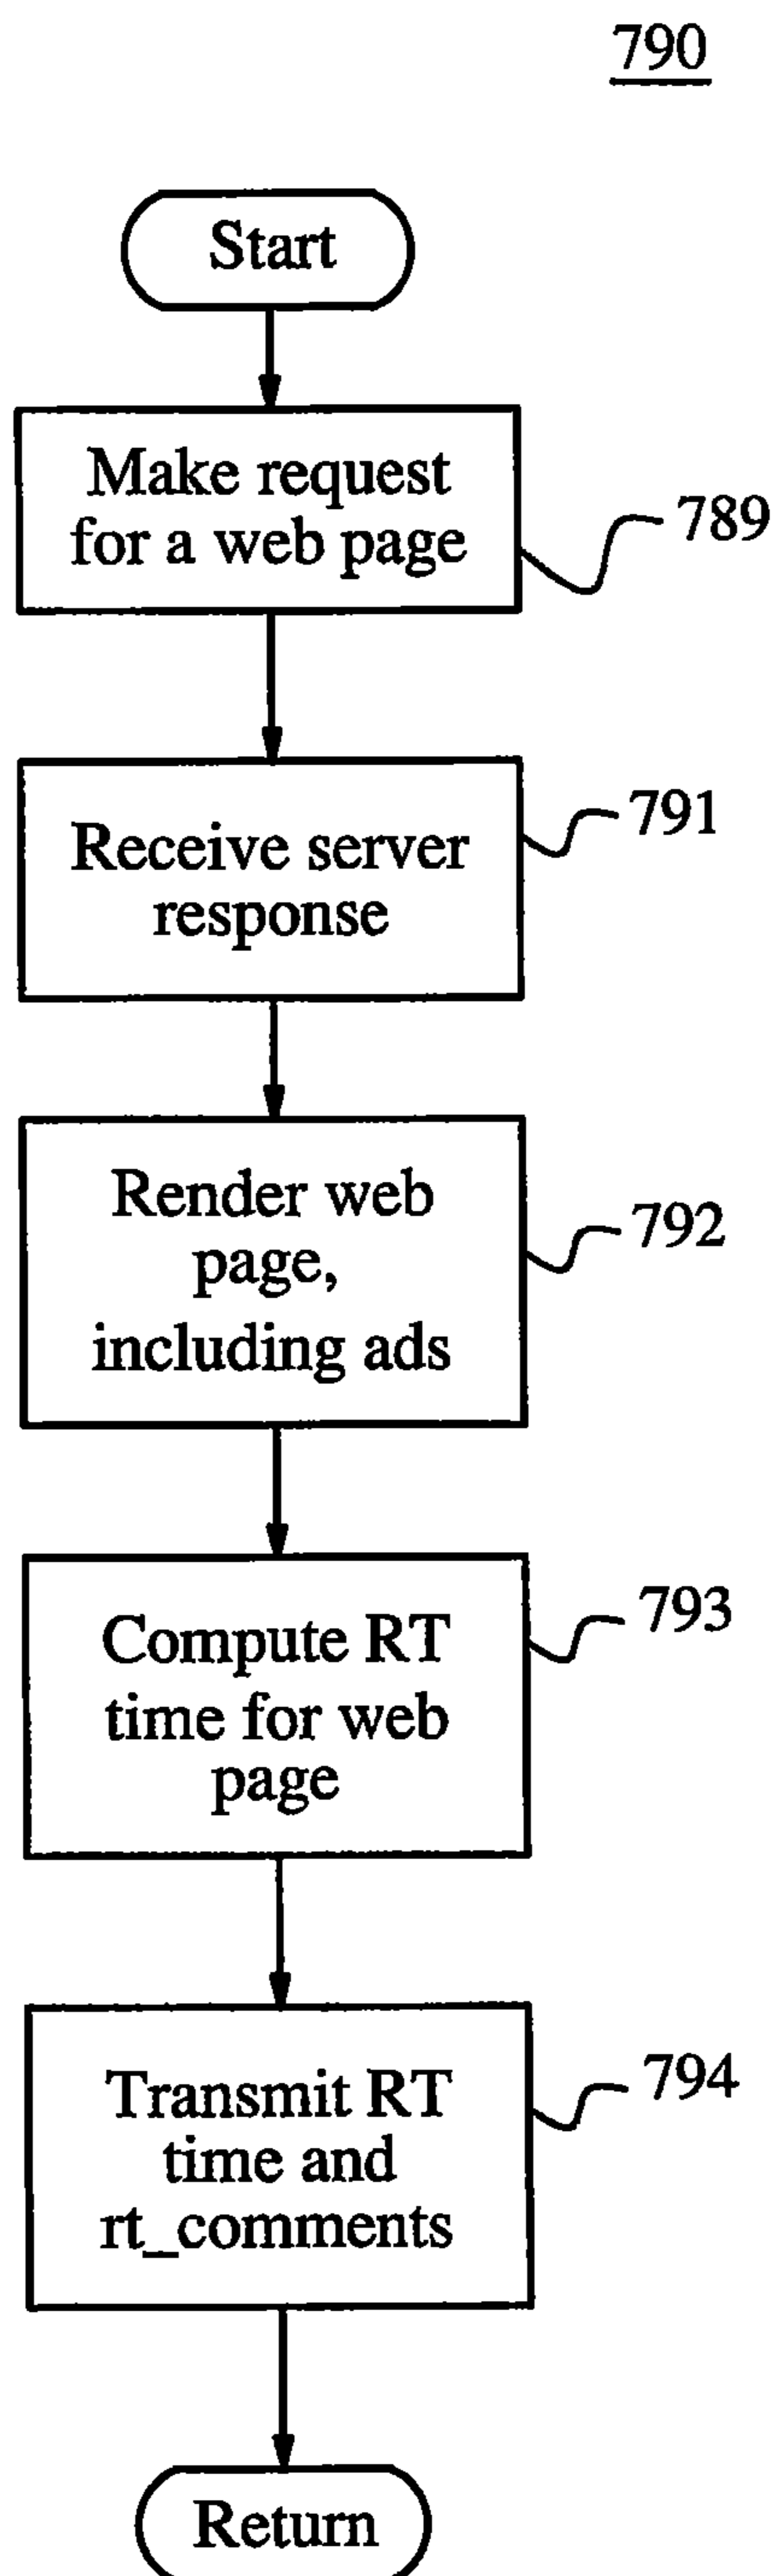 790
Start
Make request
for a web page
789
Receive server
response
791
Render web
page,
including ads
792
Compute RT
time for web
page
793
Transmit RT
time and
rt_comments
794
Return